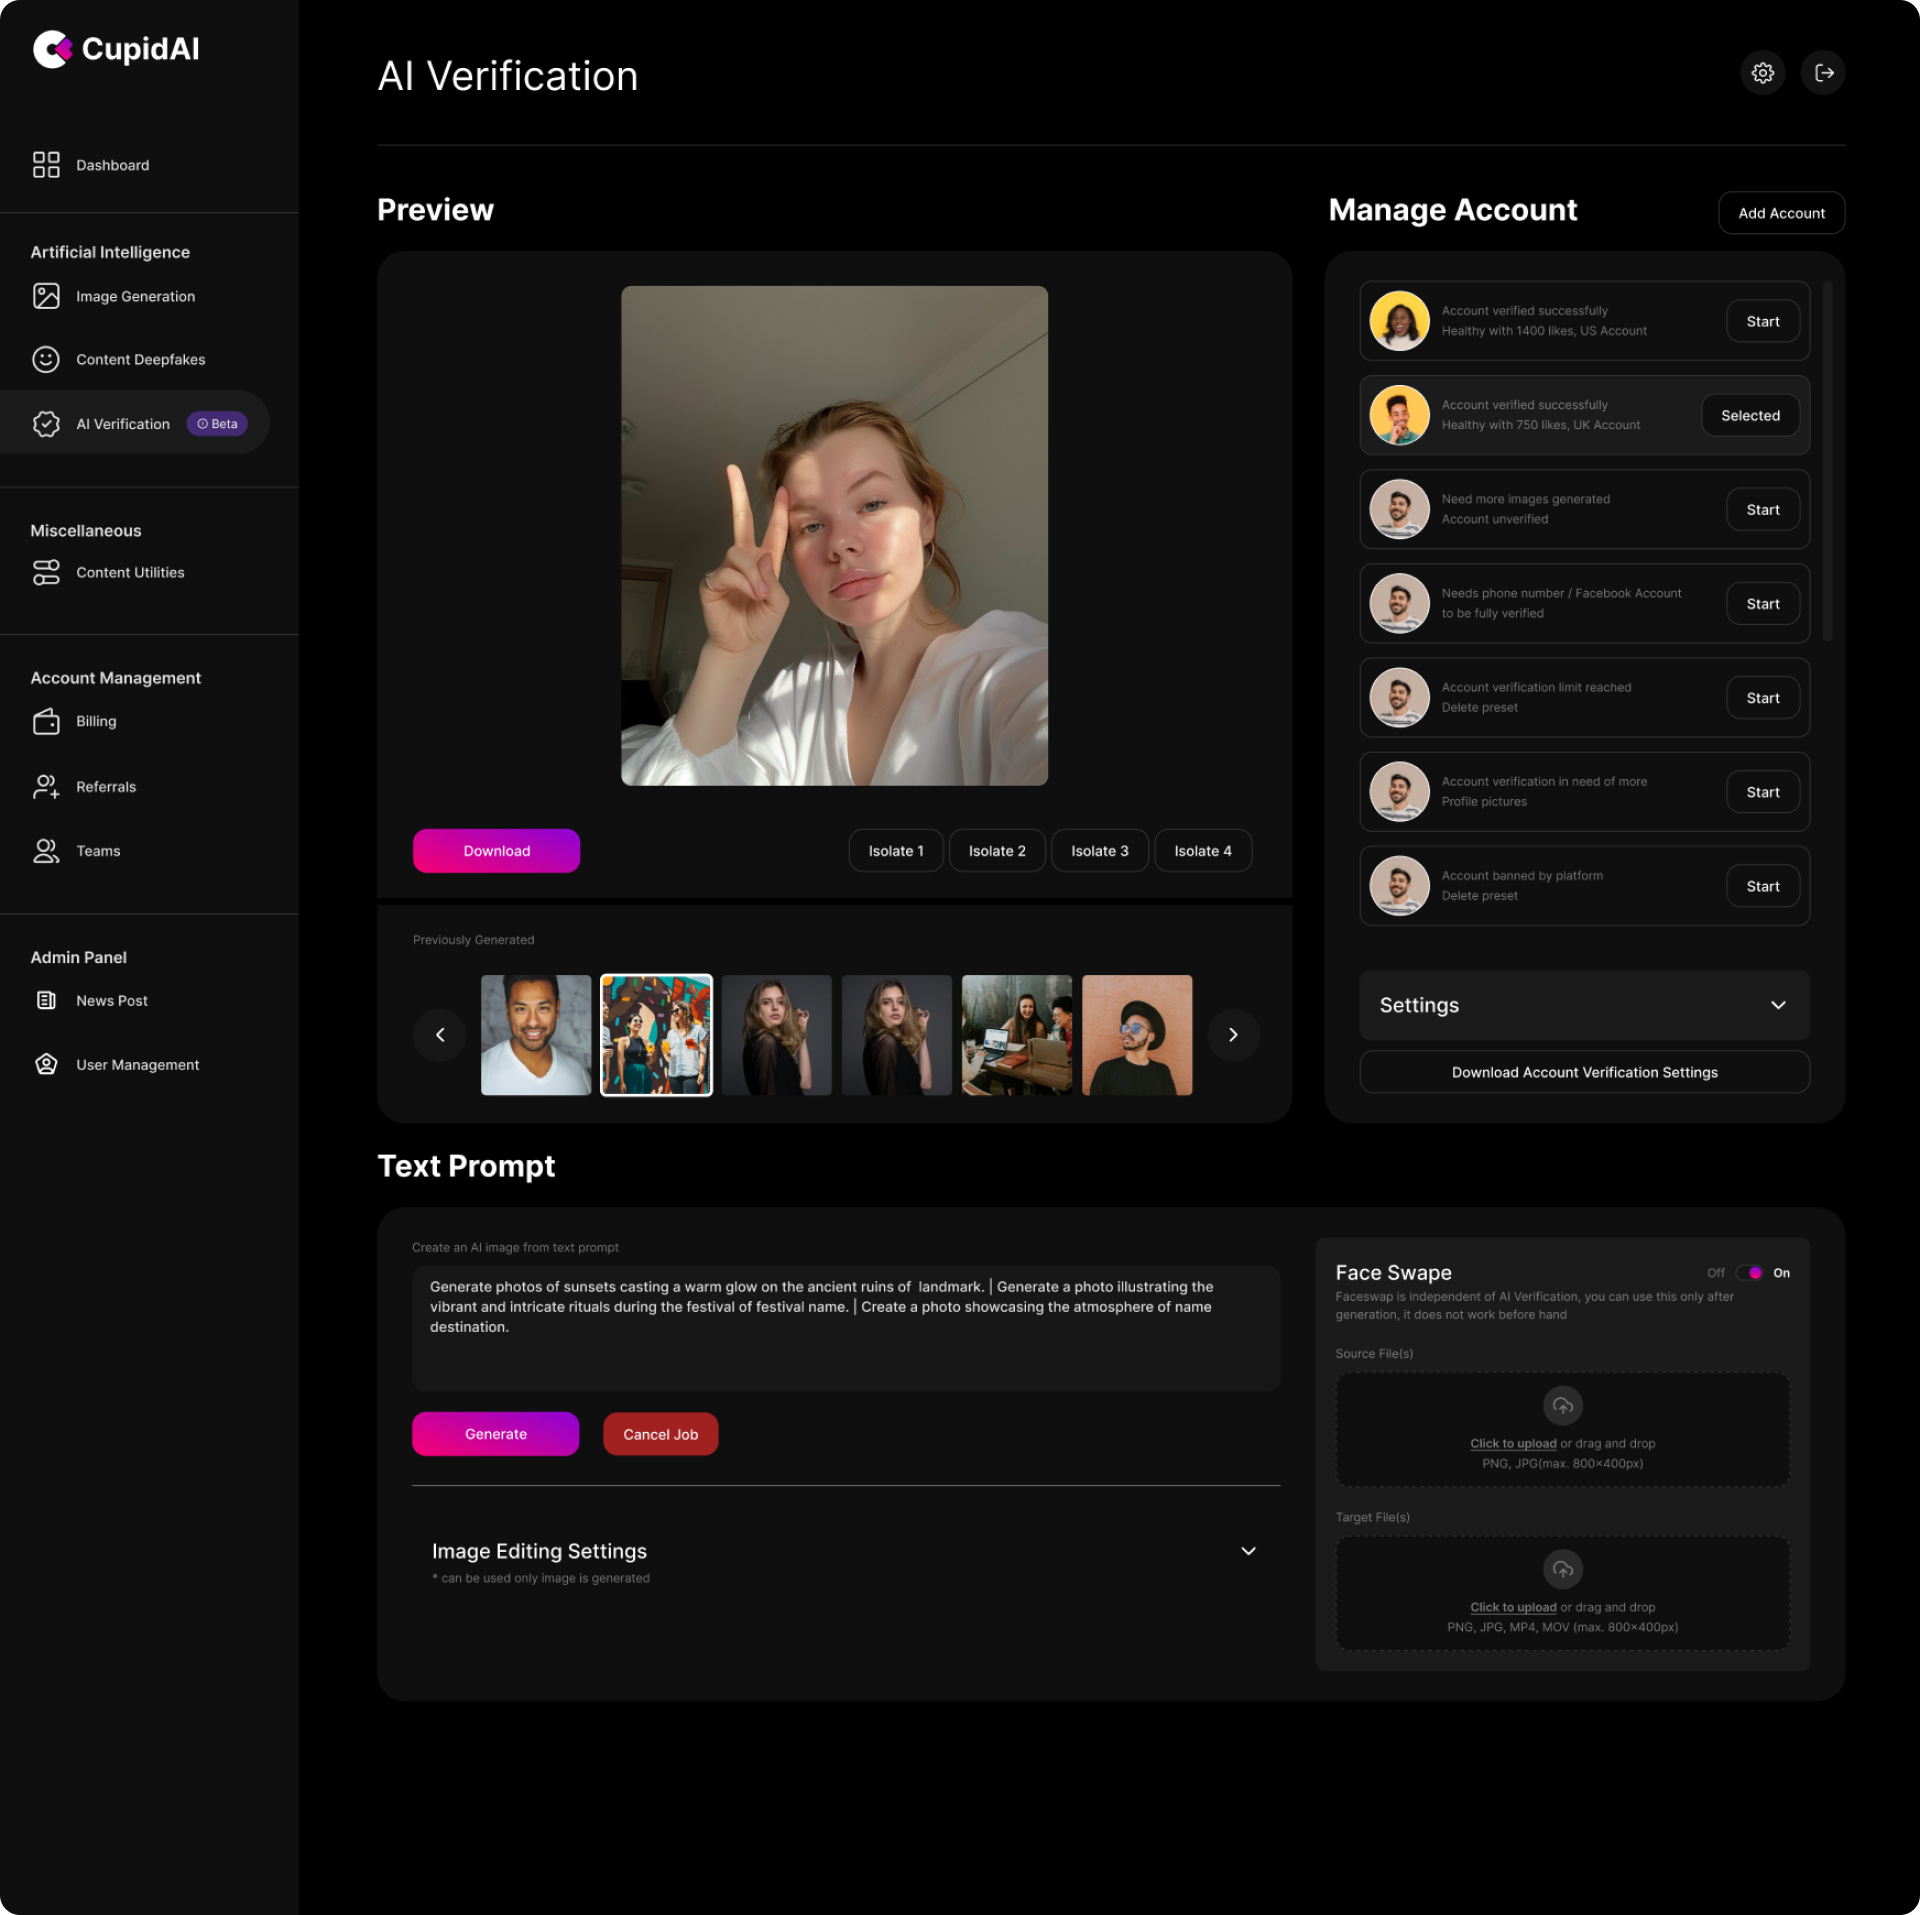 CupidAI
Dashboard
Artificial Intelligence
Image Generation
Content Deepfakes
AI Verification
Beta
Miscellaneous
Content Utilities
Account Management
Billing
Referrals
Teams
Admin Panel
News Post
User Management
AI Verification
Preview
Download
Isolate 1
Isolate 2
Isolate 3
Isolate 4
Previously Generated
Manage Account
Add Account
Account verified successfully
Healthy with 1400 likes, US Account
Start
Account verified successfully
Healthy with 750 likes, UK Account
Selected
Need more images generated
Account unverified
Start
Needs phone number / Facebook Account
to be fully verified
Start
Account verification limit reached
Delete preset
Start
Account verification in need of more
Profile pictures
Start
Account banned by platform
Delete preset
Start
Settings
Download Account Verification Settings
Text Prompt
Create an AI image from text prompt
Generate photos of sunsets casting a warm glow on the ancient ruins of  landmark. | Generate a photo illustrating the
vibrant and intricate rituals during the festival of festival name. | Create a photo showcasing the atmosphere of name
destination.
Generate
Cancel Job
Image Editing Settings
* can be used only image is generated
Face Swape
Off
On
Faceswap is independent of AI Verification, you can use this only after
generation, it does not work before hand
Source File(s)
Click to upload or drag and drop
PNG, JPG(max. 800×400px)
Target File(s)
Click to upload or drag and drop
PNG, JPG, MP4, MOV (max. 800×400px)